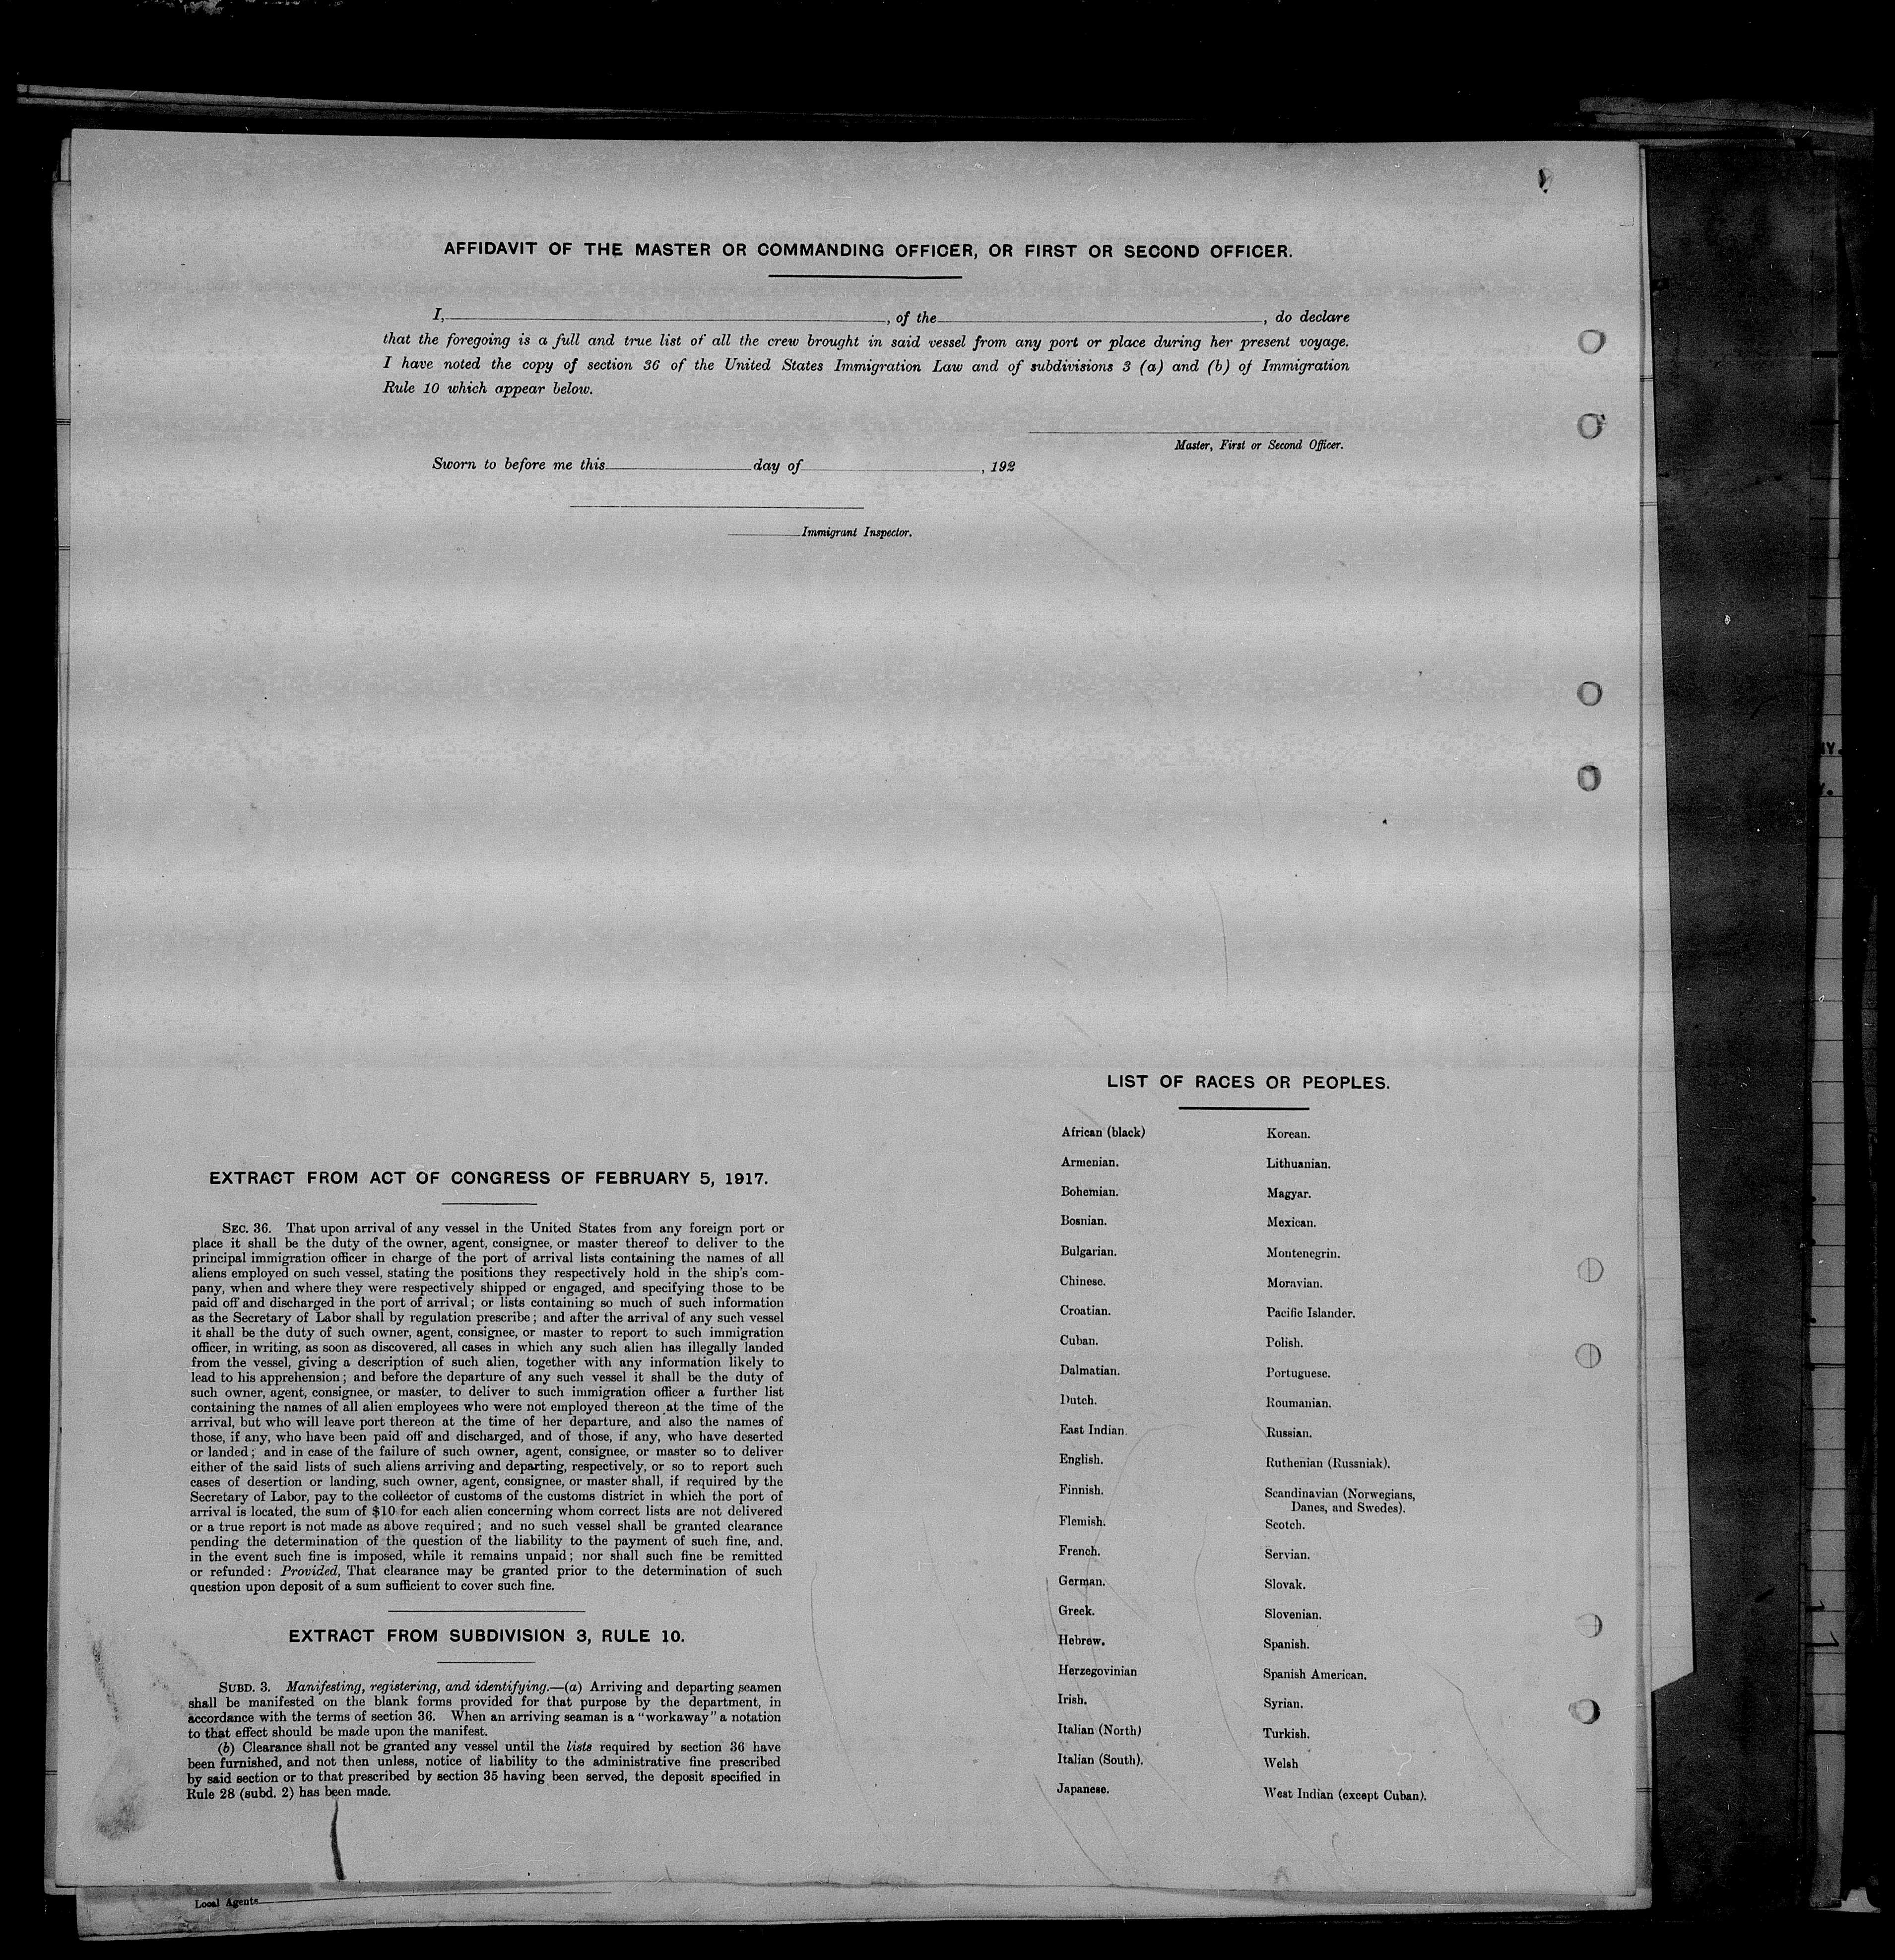 AFFIDAVIT OF THE MASTER OR COMMANDING OFFICER, OR FIRST OR SECOND OFFICER.
I, , of the , do declare
that the foregoing is a full and true list of all the crew brought in said vessel from any port or place during her present voyage.
I have noted the copy of section 36 of the United States Immigration Law and of subdivisions 3 (a) and (b) of Immigration
Rule 10 which appear below.
Master, First or Second Officer.
Sworn to before me this day of , 192
Immigrant Inspector.
EXTRACT FROM ACT OF CONGRESS OF FEBRUARY 5, 1917.
SEC. 36. That upon arrival of any vessel in the United States from any foreign port or
place it shall be the duty of the owner, agent, consignee, or master thereof to deliver to the
principal immigration officer in charge of the port of arrival lists containing the names of all
aliens employed on such vessel, stating the positions they respectively hold in the ship's com-
pany, when and where they were respectively shipped or engaged, and specifying those to be
paid off and discharged in the port of arrival; or lists containing so much of such information
as the Secretary of Labor shall by regulation prescribe; and after the arrival of any such vessel
it shall be the duty of such owner, agent, consignee, or master to report to such immigration
officer, in writing, as soon as discovered, all cases in which any such alien has illegally landed
from the vessel, giving a description of such alien, together with any information likely to
lead to his apprehension; and before the departure of any such vessel it shall be the duty of
such owner, agent, consignee, or master, to deliver to such immigration officer a further list
containing the names of all alien employees who were not employed thereon at the time of the
arrival, but who will leave port thereon at the time of her departure, and also the names of
those, if any, who have been paid off and discharged, and of those, if any, who have deserted
or landed; and in case of the failure of such owner, agent, consignee, or master so to deliver
either of the said lists of such aliens arriving and departing, respectively, or so to report such
cases of desertion or landing, such owner, agent, consignee, or master shall, if required by the
Secretary of Labor, pay to the collector of customs of the customs district in which the port of
arrival is located, the sum of $10 for each alien concerning whom correct lists are not delivered
or a true report is not made as above required; and no such vessel shall be granted clearance
pending the determination of the question of the liability to the payment of such fine, and,
in the event such fine is imposed, while it remains unpaid; nor shall such fine be remitted
or refunded: Provided, That clearance may be granted prior to the determination of such
question upon deposit of a sum sufficient to cover such fine.
EXTRACT FROM SUBDIVISION 3, RULE 10.
SUBD. 3. Manifesting, registering, and identifying.—(a) Arriving and departing seamen
shall be manifested on the blank forms provided for that purpose by the department, in
accordance with the terms of section 36. When an arriving seaman is a "workaway" a notation
to that effect should be made upon the manifest.
(b) Clearance shall not be granted any vessel until the lists required by section 36 have
been furnished, and not then unless, notice of liability to the administrative fine prescribed
by said section or to that prescribed by section 35 having been served, the deposit specified in
Rule 28 (subd. 2) has been made.
LIST OF RACES OR PEOPLES.
African (black)
Armenian.
Bohemian.
Bosnian.
Bulgarian.
Chinese.
Croatian.
Cuban.
Dalmatian.
Dutch.
East Indian
English.
Finnish.
Flemish.
French.
German.
Greek.
Hebrew.
Herzegovinian
Irish.
Italian (North)
Italian (South).
Japanese.
Korean.
Lithuanian.
Magyar.
Mexican.
Montenegrin.
Moravian.
Pacific Islander.
Polish.
Portuguese.
Roumanian.
Russian.
Ruthenian (Russniak).
Scandinavian (Norwegians,
Danes, and Swedes).
Scotch.
Servian.
Slovak.
Slovenian.
Spanish.
Spanish American.
Syrian.
Turkish.
Welsh
West Indian (except Cuban).
Local Agents